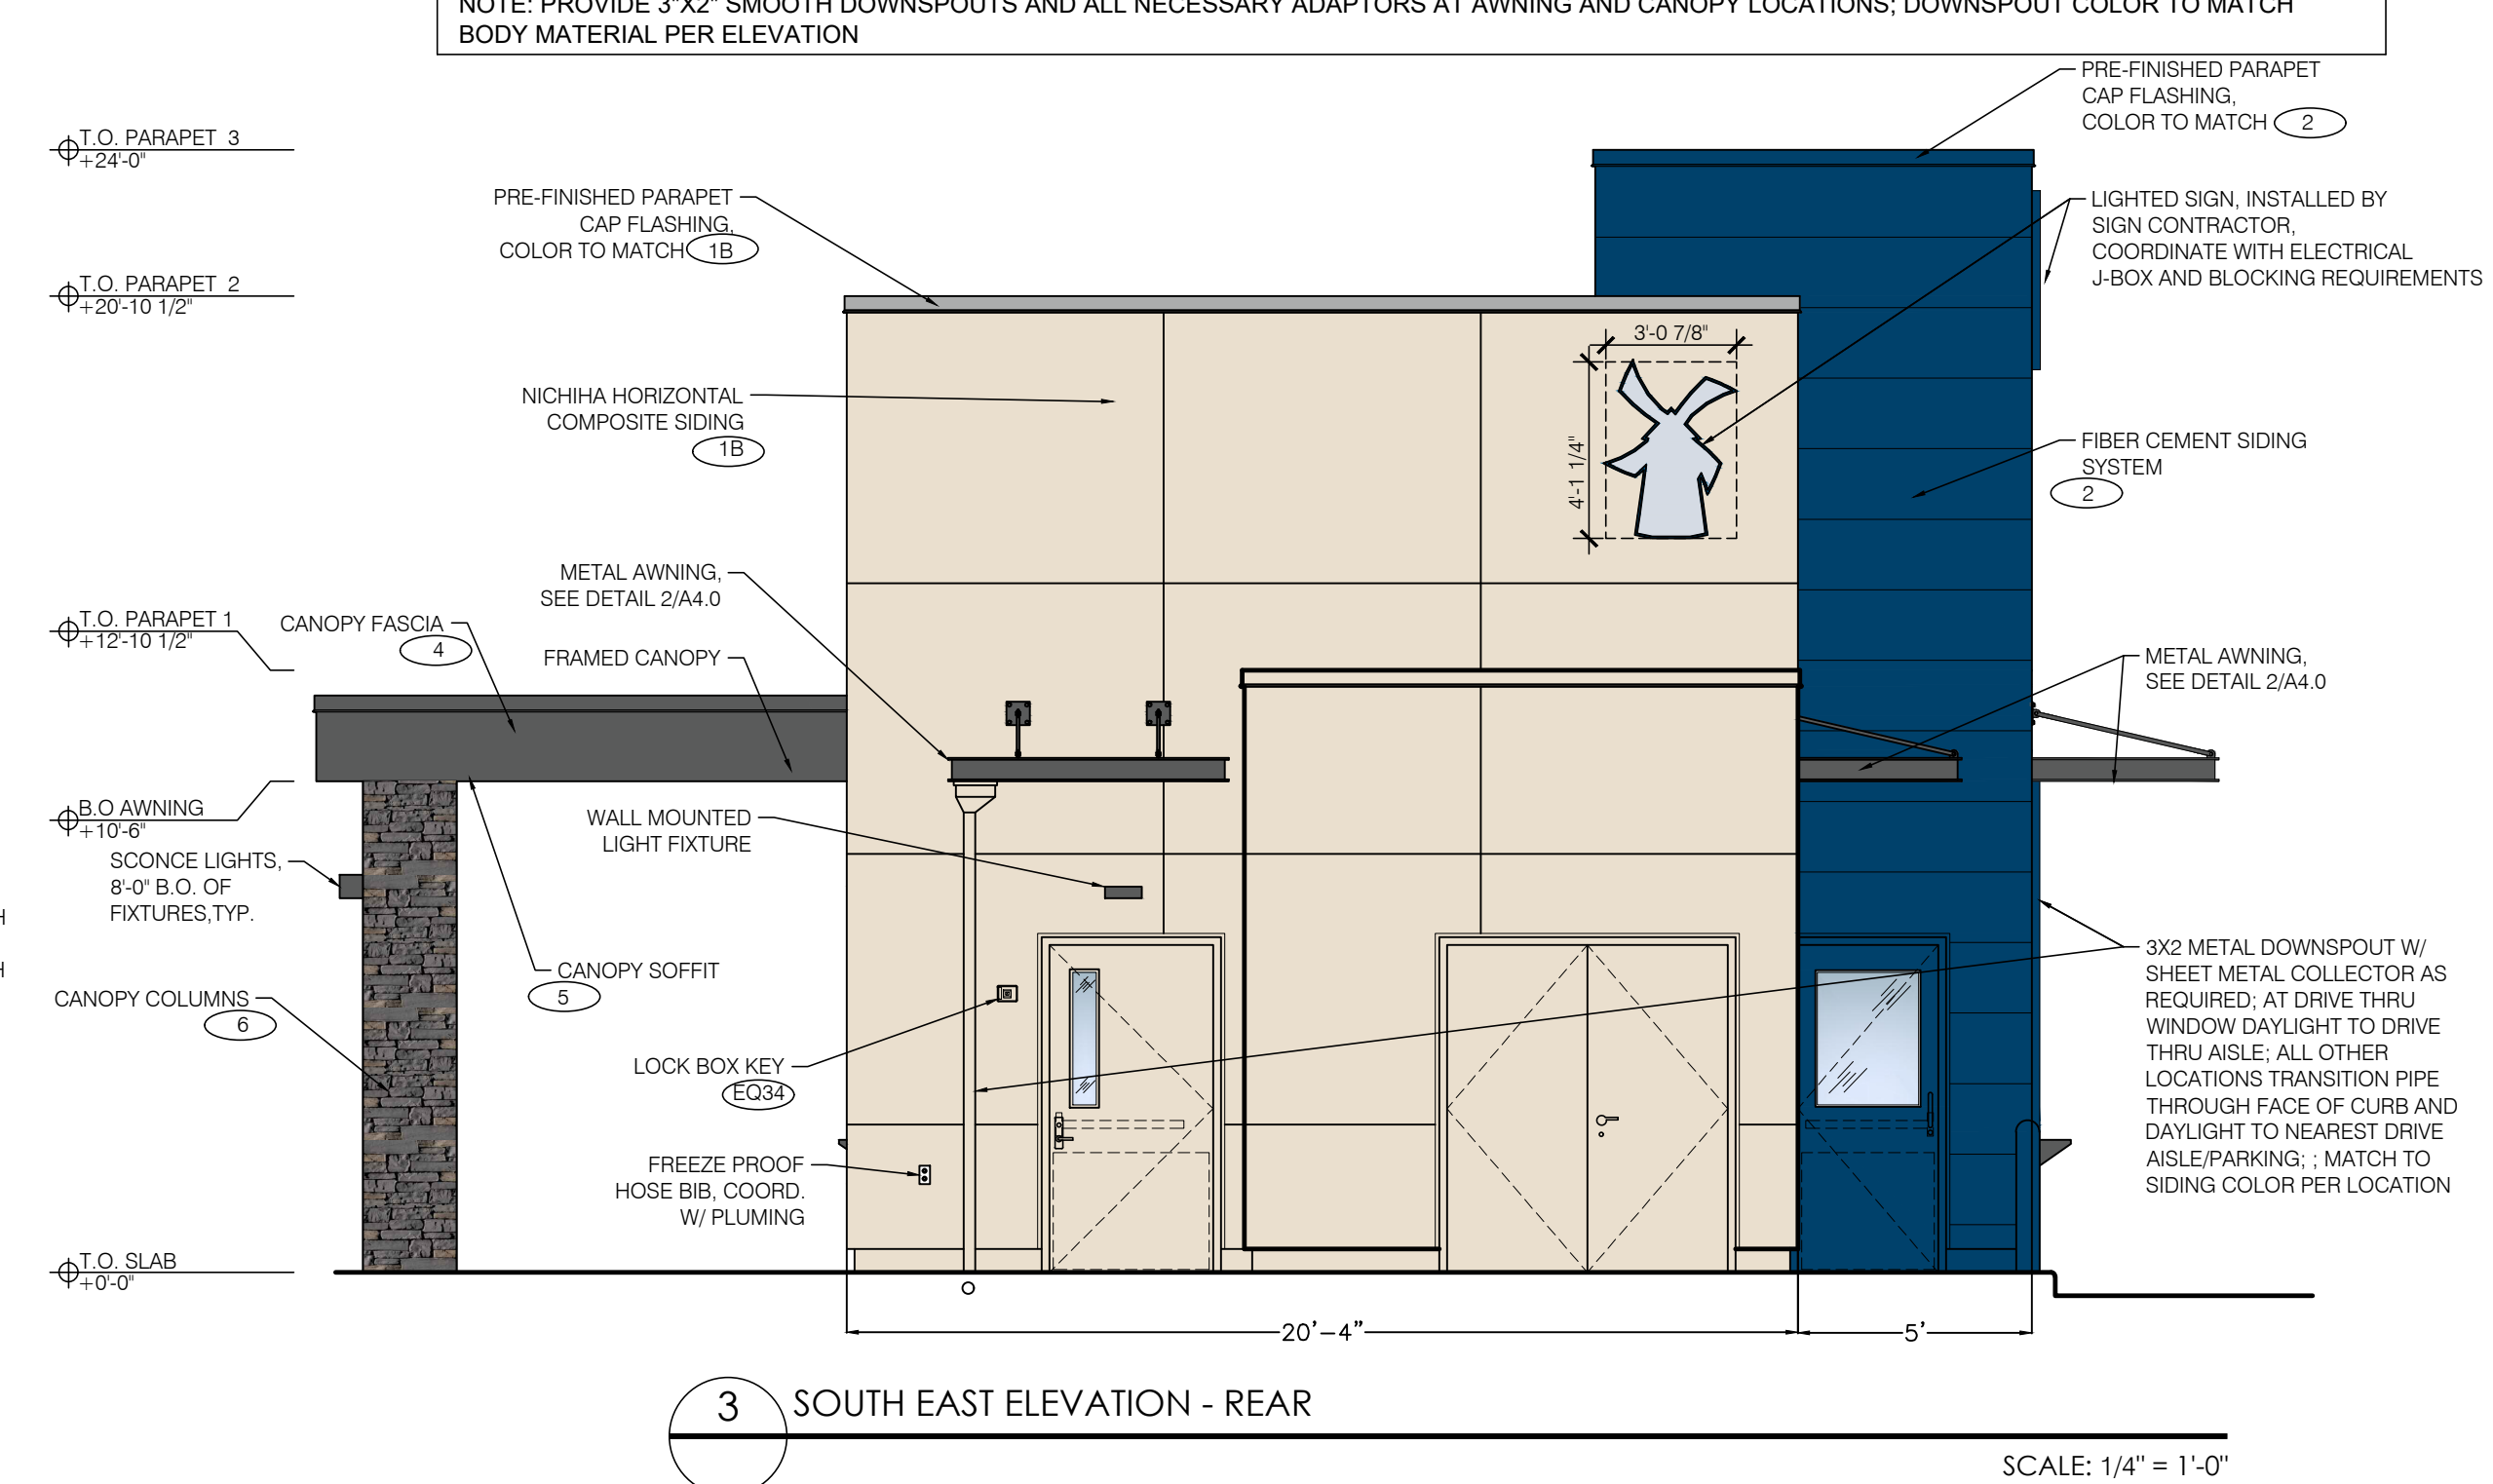 NOTE: PROVIDE 3"X2" SMOOTH DOWNSPOUTS AND ALL NECESSARY ADAPTORS AT AWNING AND CANOPY LOCATIONS; DOWNSPOUT COLOR TO MATCH
BODY MATERIAL PER ELEVATION
T.O. PARAPET 3
+24'-0"
T.O. PARAPET 2
+20'-10 1/2"
T.O. PARAPET 1
+12'-10 1/2"
B.O AWNING
+10'-6"
T.O. SLAB
+0'-0"
PRE-FINISHED PARAPET
CAP FLASHING,
COLOR TO MATCH 1B
NICHIHA HORIZONTAL
COMPOSITE SIDING
1B
METAL AWNING,
SEE DETAIL 2/A4.0
CANOPY FASCIA
4
FRAMED CANOPY
WALL MOUNTED
LIGHT FIXTURE
SCONCE LIGHTS,
8'-0" B.O. OF
FIXTURES,TYP.
CANOPY SOFFIT
5
CANOPY COLUMNS
6
LOCK BOX KEY
EQ34
FREEZE PROOF
HOSE BIB, COORD.
W/ PLUMING
3'-0 7/8"
4'-1 1/4"
PRE-FINISHED PARAPET
CAP FLASHING,
COLOR TO MATCH 2
LIGHTED SIGN, INSTALLED BY
SIGN CONTRACTOR,
COORDINATE WITH ELECTRICAL
J-BOX AND BLOCKING REQUIREMENTS
FIBER CEMENT SIDING
SYSTEM
2
METAL AWNING,
SEE DETAIL 2/A4.0
3X2 METAL DOWNSPOUT W/
SHEET METAL COLLECTOR AS
REQUIRED; AT DRIVE THRU
WINDOW DAYLIGHT TO DRIVE
THRU AISLE; ALL OTHER
LOCATIONS TRANSITION PIPE
THROUGH FACE OF CURB AND
DAYLIGHT TO NEAREST DRIVE
AISLE/PARKING; ; MATCH TO
SIDING COLOR PER LOCATION
20'-4"
5'
3
SOUTH EAST ELEVATION - REAR
SCALE: 1/4" = 1'-0"